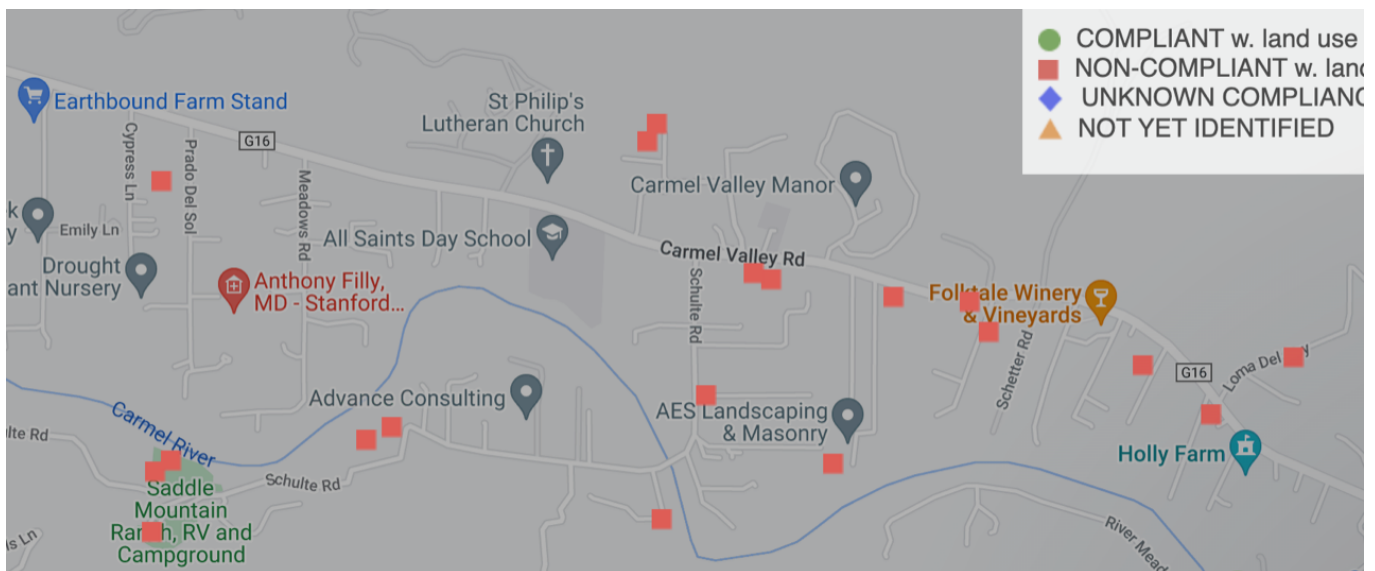 COMPLIANT w. land use
NON-COMPLIANT w. land
UNKNOWN COMPLIANC
NOT YET IDENTIFIED
Earthbound Farm Stand
St Philip's
Lutheran Church
G16
Cypress Ln
Prado Del Sol
Meadows Rd
Carmel Valley Manor
k
y
Emily Ln
All Saints Day School
Carmel Valley Rd
Drought
ant Nursery
Anthony Filly,
MD - Stanford...
Schulte Rd
Folktale Winery
& Vineyards
Schetter Rd
G16
Loma Del
Advance Consulting
AES Landscaping
& Masonry
Carmel River
ulte Rd
Holly Farm
Schulte Rd
Saddle
Mountain
Ranch, RV and
Campground
is Ln
River Mead